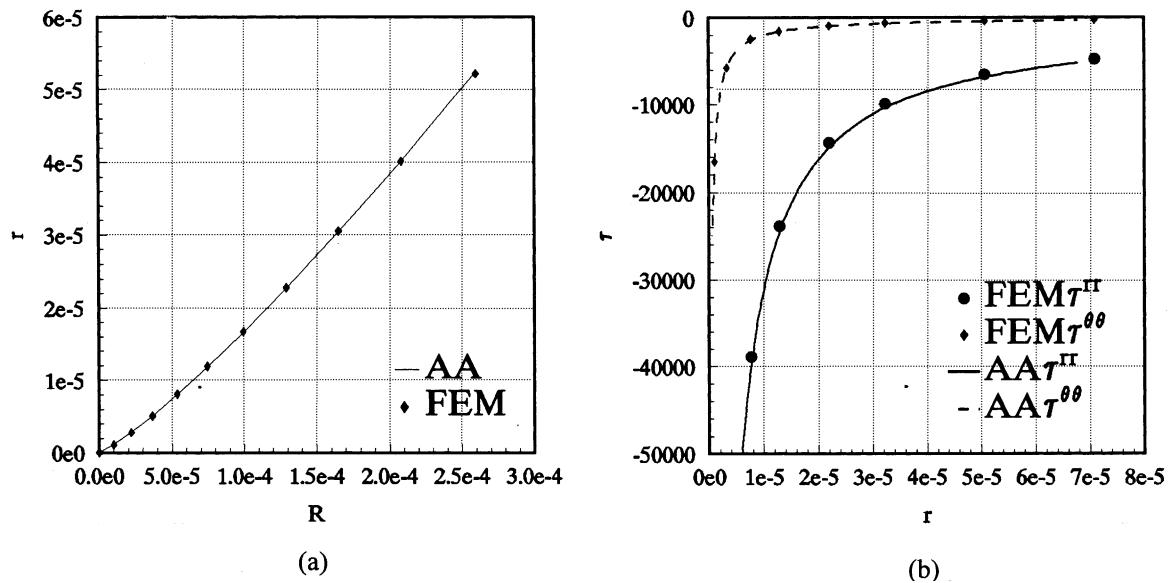 6e-5
5e-5
4e-5
3e-5
2e-5
1e-5
0e0
r
0.0e0 5.0e-5 1.0e-4 1.5e-4 2.0e-4 2.5e-4 3.0e-4
R
AA
FEM
(a)
0
-10000
-20000
-30000
-40000
-50000
τ
0e0 1e-5 2e-5 3e-5 4e-5 5e-5 6e-5 7e-5 8e-5
r
FEMτ^rr
FEMτ^θθ
AAτ^rr
AAτ^θθ
(b)